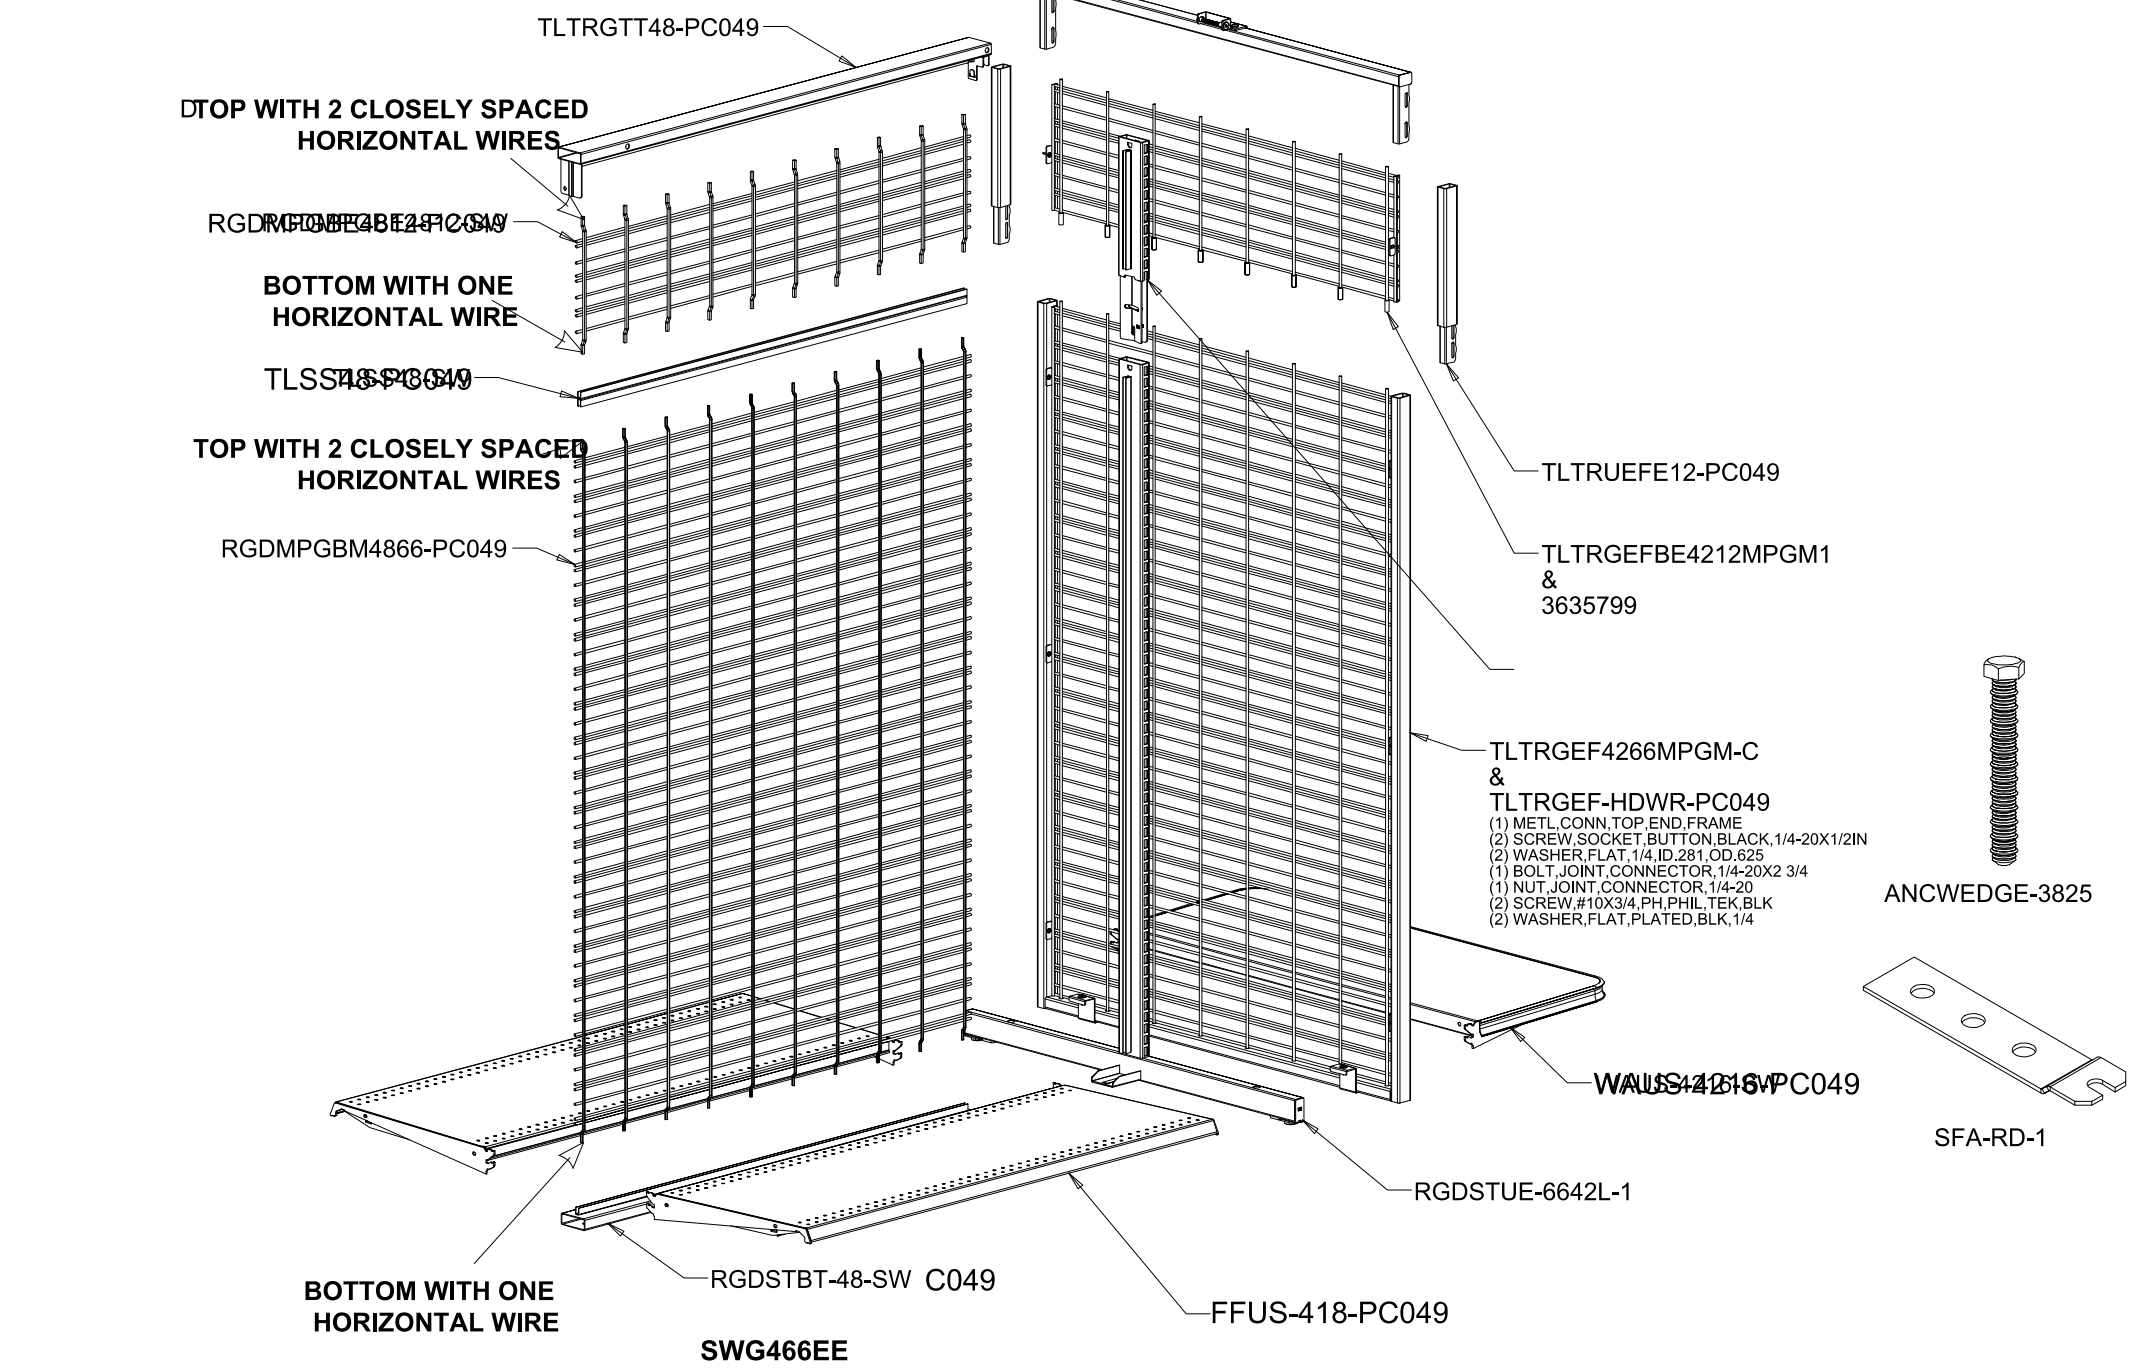 TLTRGTT48-PC049
TOP WITH 2 CLOSELY SPACED
HORIZONTAL WIRES
BOTTOM WITH ONE
HORIZONTAL WIRE
TOP WITH 2 CLOSELY SPACED
HORIZONTAL WIRES
RGDMPGBM4866-PC049
TLTRUEFE12-PC049
TLTRGEFBE4212MPGM1
&
3635799
TLTRGEF4266MPGM-C
&
TLTRGEF-HDWR-PC049
(1) METL,CONN,TOP,END,FRAME
(2) SCREW,SOCKET,BUTTON,BLACK,1/4-20X1/2IN
(2) WASHER,FLAT,1/4,ID.281,OD.625
(1) BOLT,JOINT,CONNECTOR,1/4-20X2 3/4
(1) NUT,JOINT,CONNECTOR,1/4-20
(2) SCREW,#10X3/4,PH,PHIL,TEK,BLK
(2) WASHER,FLAT,PLATED,BLK,1/4
ANCWEDGE-3825
SFA-RD-1
RGDSTUE-6642L-1
RGDSTBT-48-SW C049
FFUS-418-PC049
BOTTOM WITH ONE
HORIZONTAL WIRE
SWG466EE